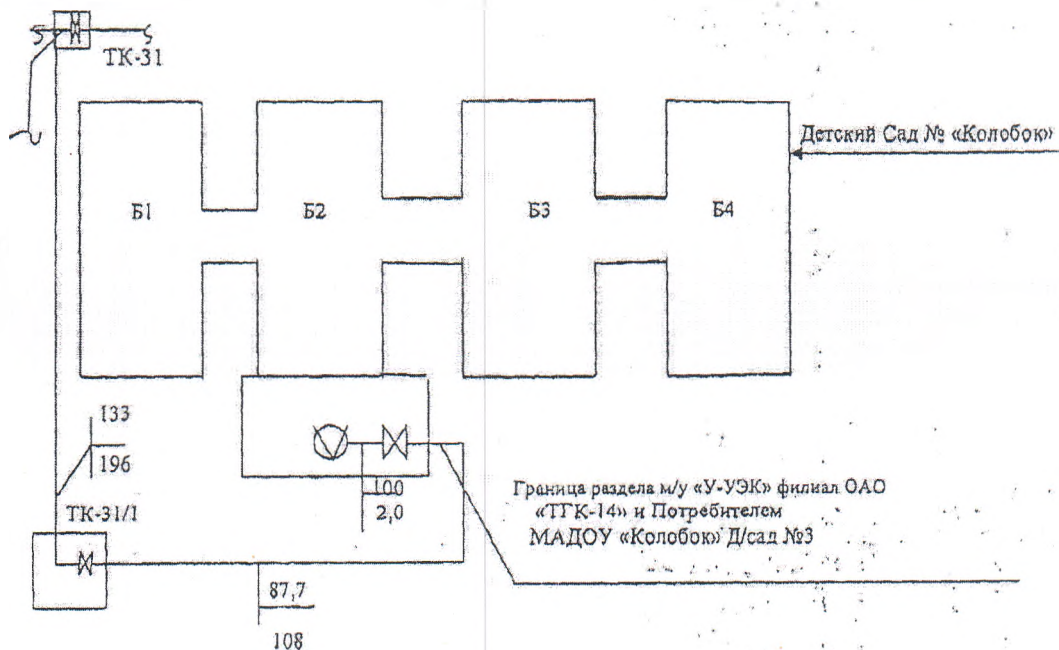 ТК-31
Детский Сад № «Колобок»
Б1
Б2
Б3
Б4
133
196
ТК-31/1
100
2,0
Граница раздела м/у «У-УЭК» филиал ОАО
«ТГК-14» и Потребителем
МАДОУ «Колобок» Д/сад №3
87,7
108